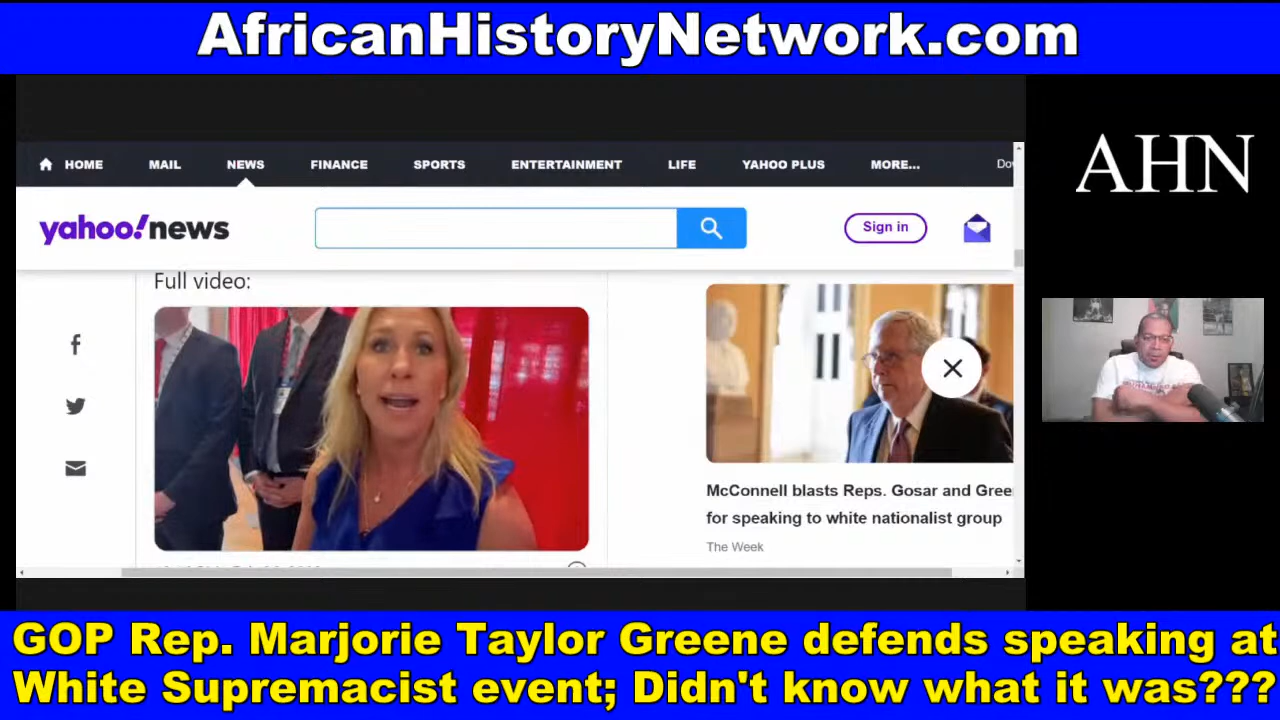 AfricanHistoryNetwork.com
HOME MAIL NEWS FINANCE SPORTS ENTERTAINMENT LIFE YAHOO PLUS MORE...
yahoo!news
Sign in
AHN
Full video:
McConnell blasts Reps. Gosar and
for speaking to white nationalist group
The Week
GOP Rep. Marjorie Taylor Greene defends speaking at
White Supremacist event; Didn't know what it was???